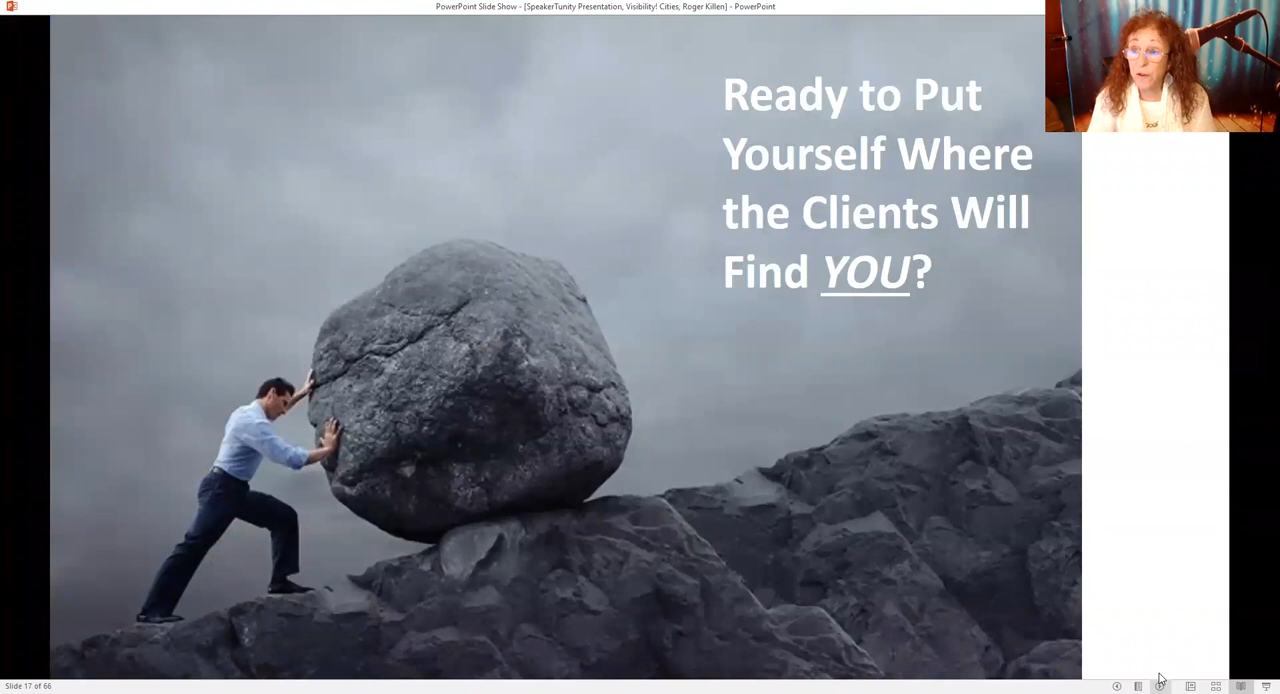 PowerPoint Slide Show - [SpeakerTunity Presentation, Visibility! Cities, Roger Killen] - PowerPoint
Ready to Put
Yourself Where
the Clients Will
Find YOU?
Slide 17 of 66